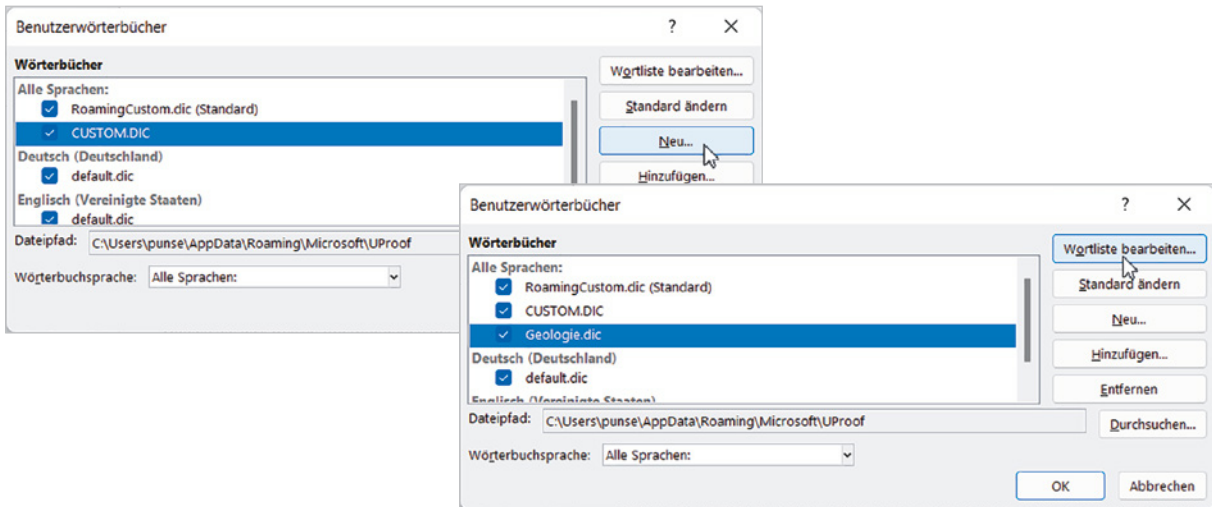 Benutzerwörterbücher ?
Wörterbücher
Alle Sprachen:
RoamingCustom.dic (Standard)
CUSTOM.DIC
Deutsch (Deutschland)
default.dic
Englisch (Vereinigte Staaten)
default.dic
Wortliste bearbeiten...
Standard ändern
Neu...
Hinzufügen...
Dateipfad: C:\Users\punse\AppData\Roaming\Microsoft\UProof
Wörterbuchsprache: Alle Sprachen:
Benutzerwörterbücher ?
Wörterbücher
Alle Sprachen:
RoamingCustom.dic (Standard)
CUSTOM.DIC
Geologie.dic
Deutsch (Deutschland)
default.dic
Englisch (Vereinigte Staaten)
Wortliste bearbeiten...
Standard ändern
Neu...
Hinzufügen...
Entfernen
Dateipfad: C:\Users\punse\AppData\Roaming\Microsoft\UProof
Durchsuchen...
Wörterbuchsprache: Alle Sprachen:
OK Abbrechen